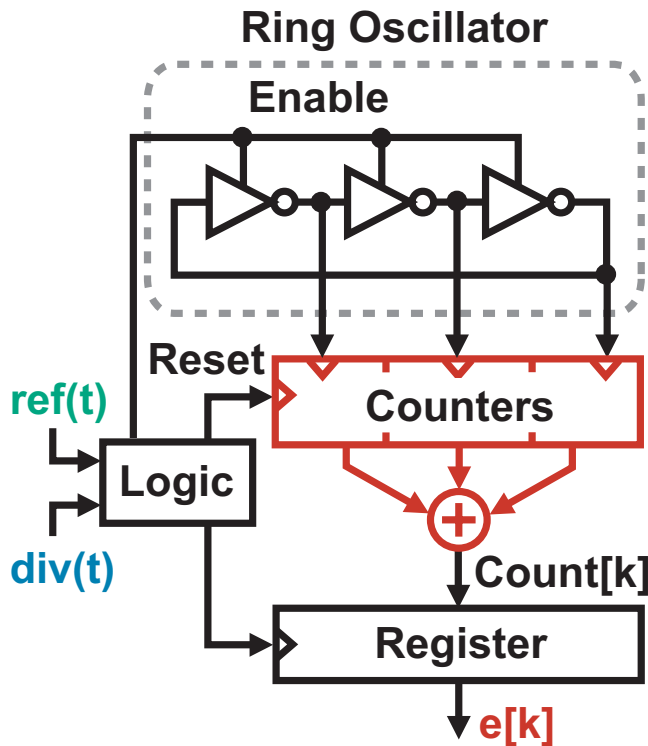 Ring Oscillator
Enable
Reset
ref(t)
Counters
Logic
div(t)
+
Count[k]
Register
e[k]